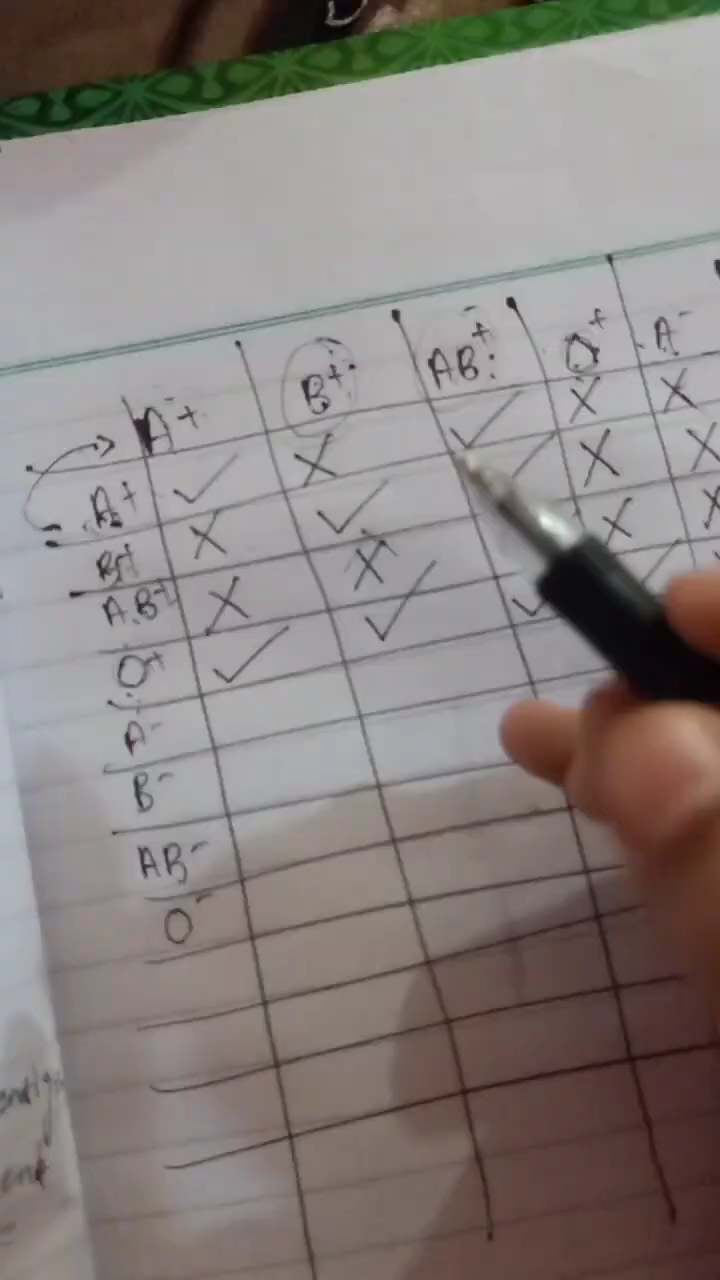 A+ B+ AB+ O+ A-
A+ ✓ X ✓ X X
B+ X ✓ ✓ X X
AB+ X X X X
O+ ✓ ✓ ✓ ✓
A-
B-
AB-
O-